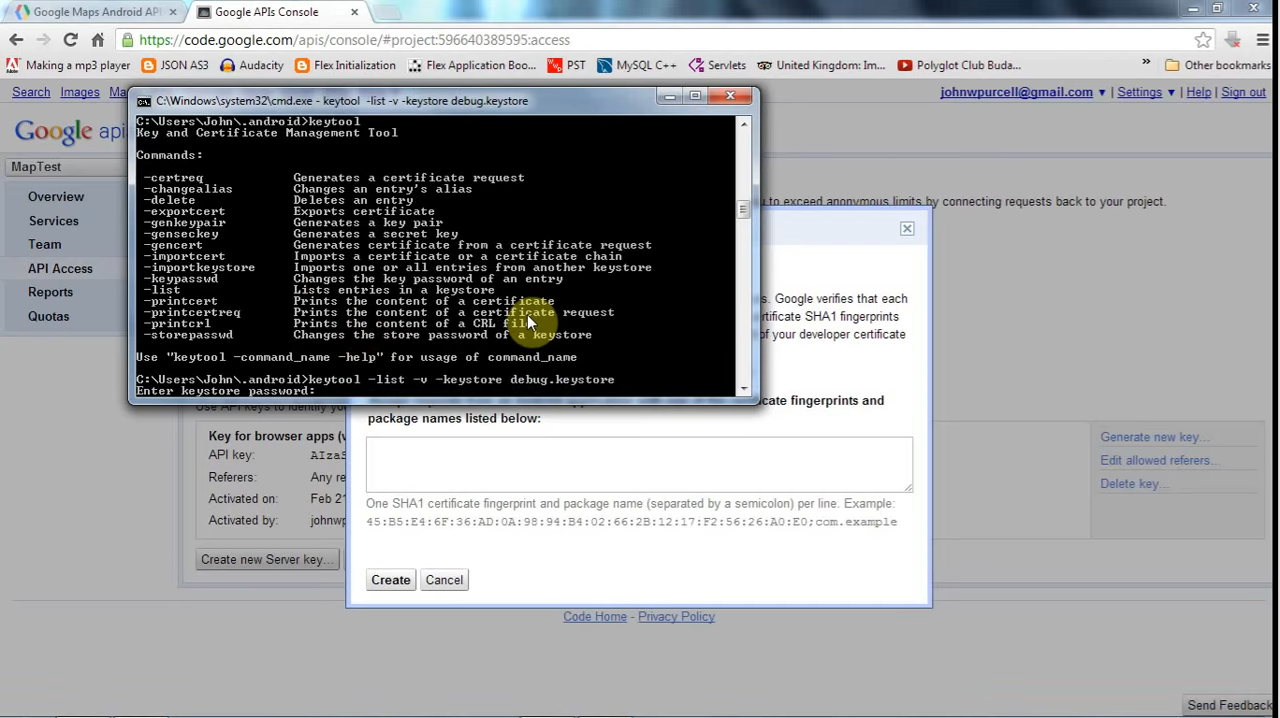 Google Maps Android API
Google APIs Console
https://code.google.com/apis/console/#project:596640389595:access
Making a mp3 player
JSON AS3
Audacity
Flex Initialization
Flex Application Boo...
PST
MySQL C++
Servlets
United Kingdom: Im...
Polyglot Club Buda...
»
Other bookmarks
Search Images
johnwpurcell@gmail.com ▼ | Settings ▼ | Help | Sign out
Google apis
C:\Windows\system32\cmd.exe - keytool -list -v -keystore debug.keystore
C:\Users\John\.android>keytool
Key and Certificate Management Tool
Commands:
-certreq Generates a certificate request
-changealias Changes an entry's alias
-delete Deletes an entry
-exportcert Exports certificate
-genkeypair Generates a key pair
-genseckey Generates a secret key
-gencert Generates certificate from a certificate request
-importcert Imports a certificate or a certificate chain
-importkeystore Imports one or all entries from another keystore
-keypasswd Changes the key password of an entry
-list Lists entries in a keystore
-printcert Prints the content of a certificate
-printcertreq Prints the content of a certificate request
-printcrl Prints the content of a CRL file
-storepasswd Changes the store password of a keystore
Use "keytool -command_name -help" for usage of command_name
C:\Users\John\.android>keytool -list -v -keystore debug.keystore
Enter keystore password:
MapTest
Overview
Services
Team
API Access
Reports
Quotas
to exceed anonymous limits by connecting requests back to your project.
Google verifies that each
certificate SHA1 fingerprints
of your developer certificate
fingerprints and
package names listed below:
One SHA1 certificate fingerprint and package name (separated by a semicolon) per line. Example:
45:B5:E4:6F:36:AD:0A:98:94:B4:02:66:2B:12:17:F2:56:26:A0:E0;com.example
Create
Cancel
Use API keys to identify
Key for browser apps
API key:
Referers: Any
Activated on: Feb
Activated by:
Generate new key...
Edit allowed referers...
Delete key...
Create new Server key...
Code Home - Privacy Policy
Send Feedback